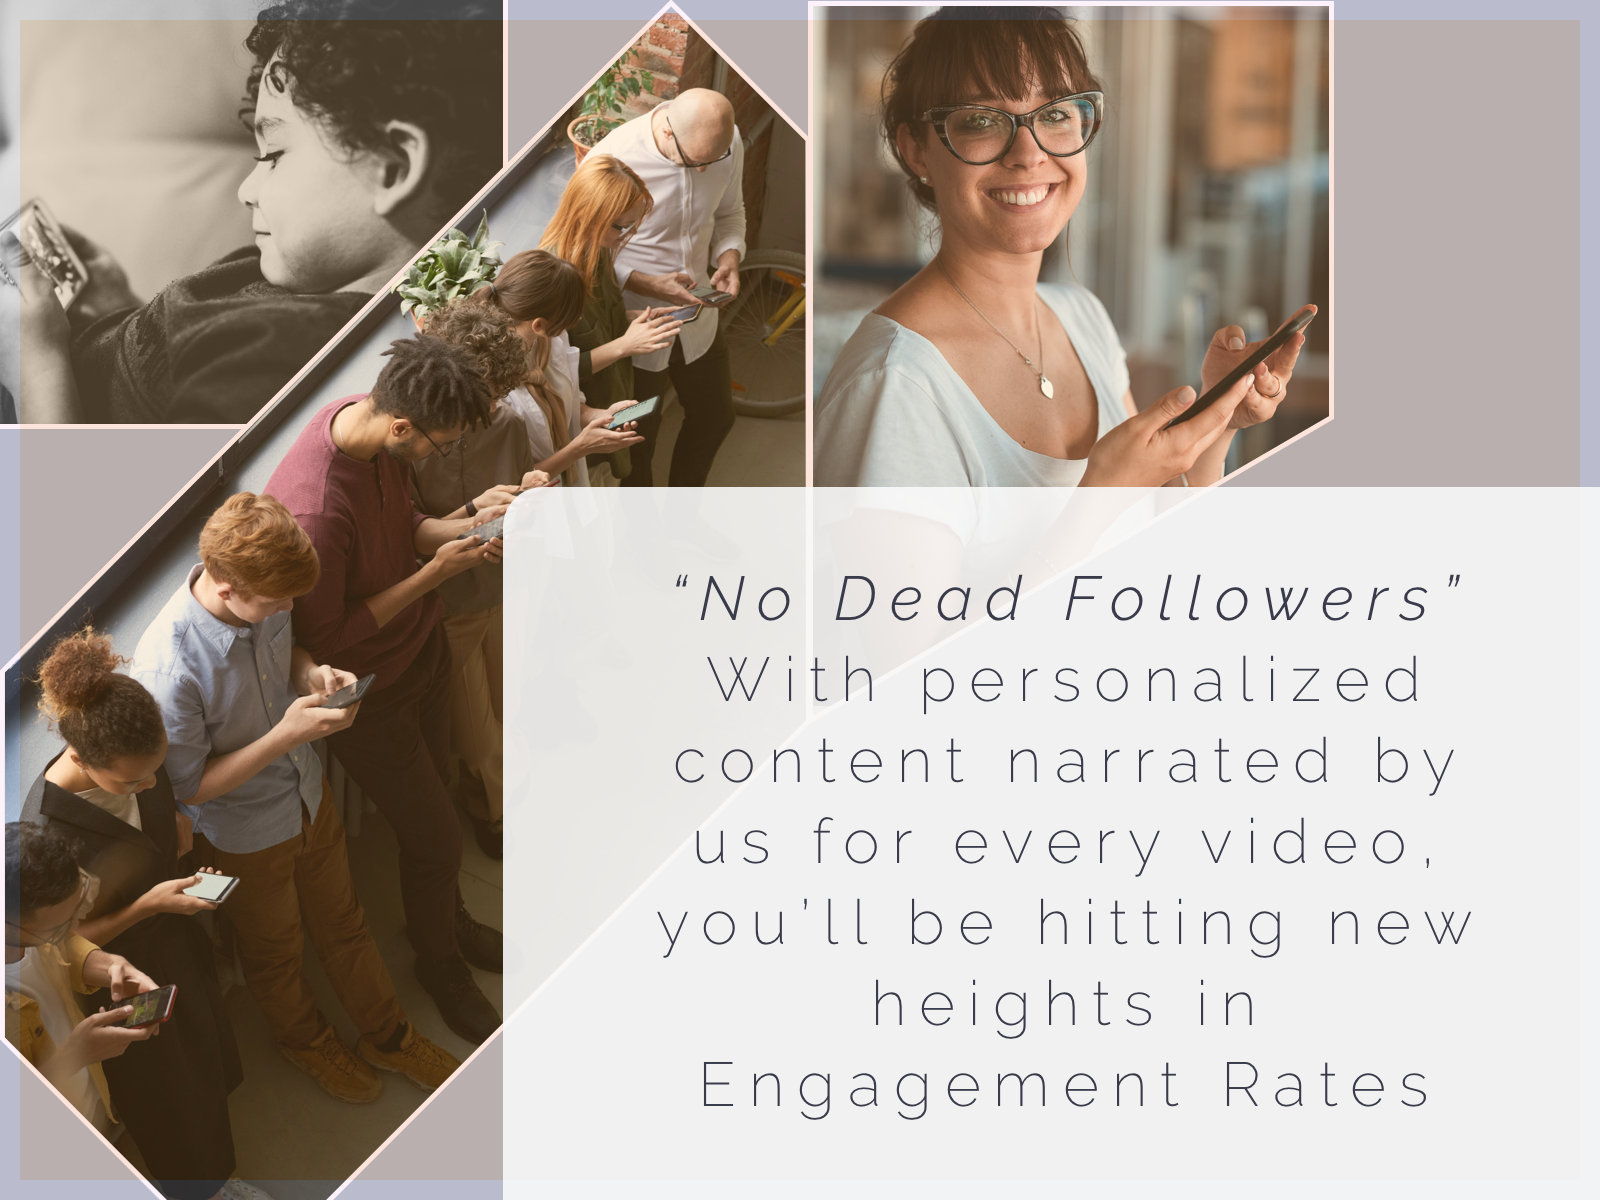 “No Dead Followers”
With personalized
content narrated by
us for every video,
you’ll be hitting new
heights in
Engagement Rates